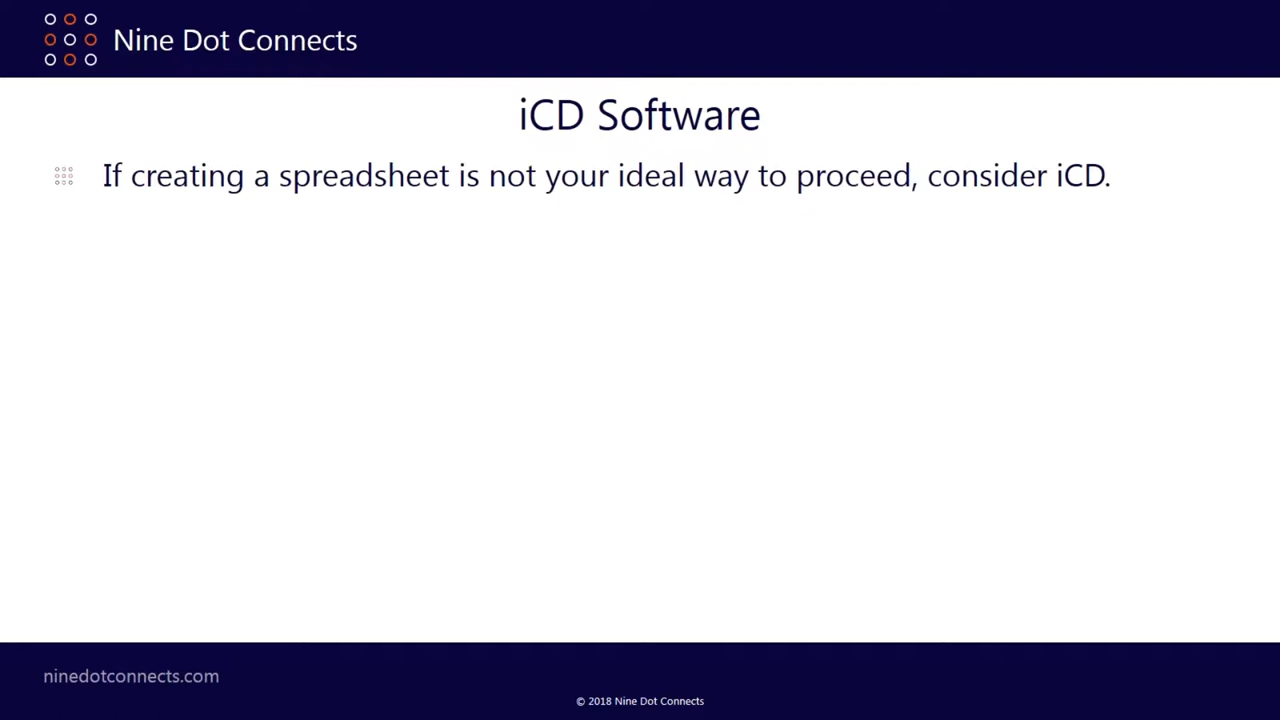 Nine Dot Connects
iCD Software
If creating a spreadsheet is not your ideal way to proceed, consider iCD.
ninedotconnects.com
© 2018 Nine Dot Connects